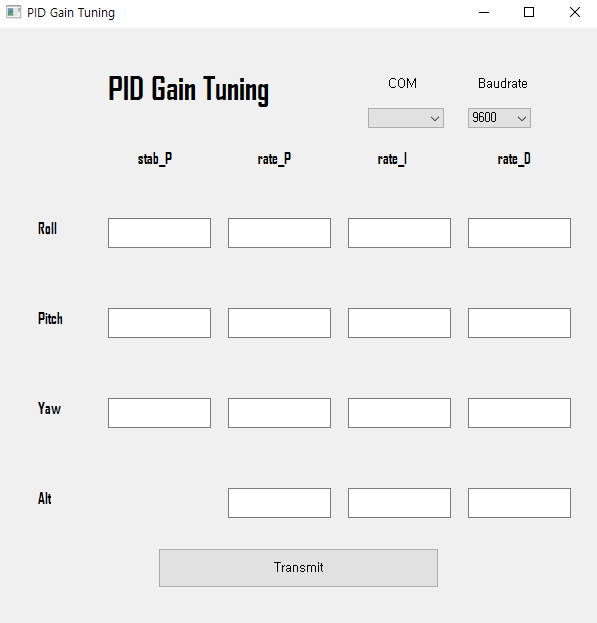 PID Gain Tuning
PID Gain Tuning
COM
Baudrate
9600
stab_P rate_P rate_I rate_D
Roll
Pitch
Yaw
Alt
Transmit